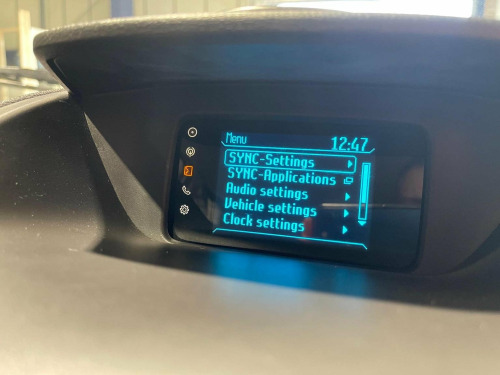 Menu 12:47
SYNC-Settings
SYNC-Applications
Audio settings
Vehicle settings
Clock settings